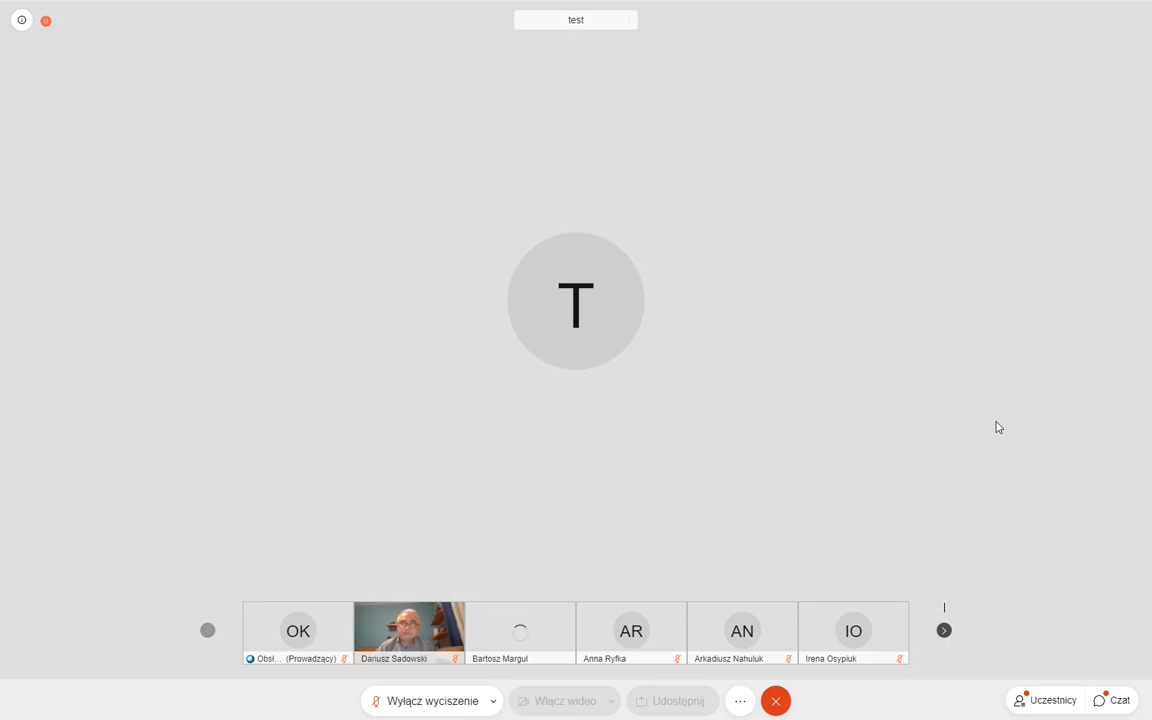 test
T
OK
AR
AN
IO
Obsł... (Prowadzący)
Dariusz Sadowski
Bartosz Margul
Anna Ryfka
Arkadiusz Nahuluk
Irena Osypiuk
Wyłącz wyciszenie
Włącz wideo
Udostępnij
Uczestnicy
Czat